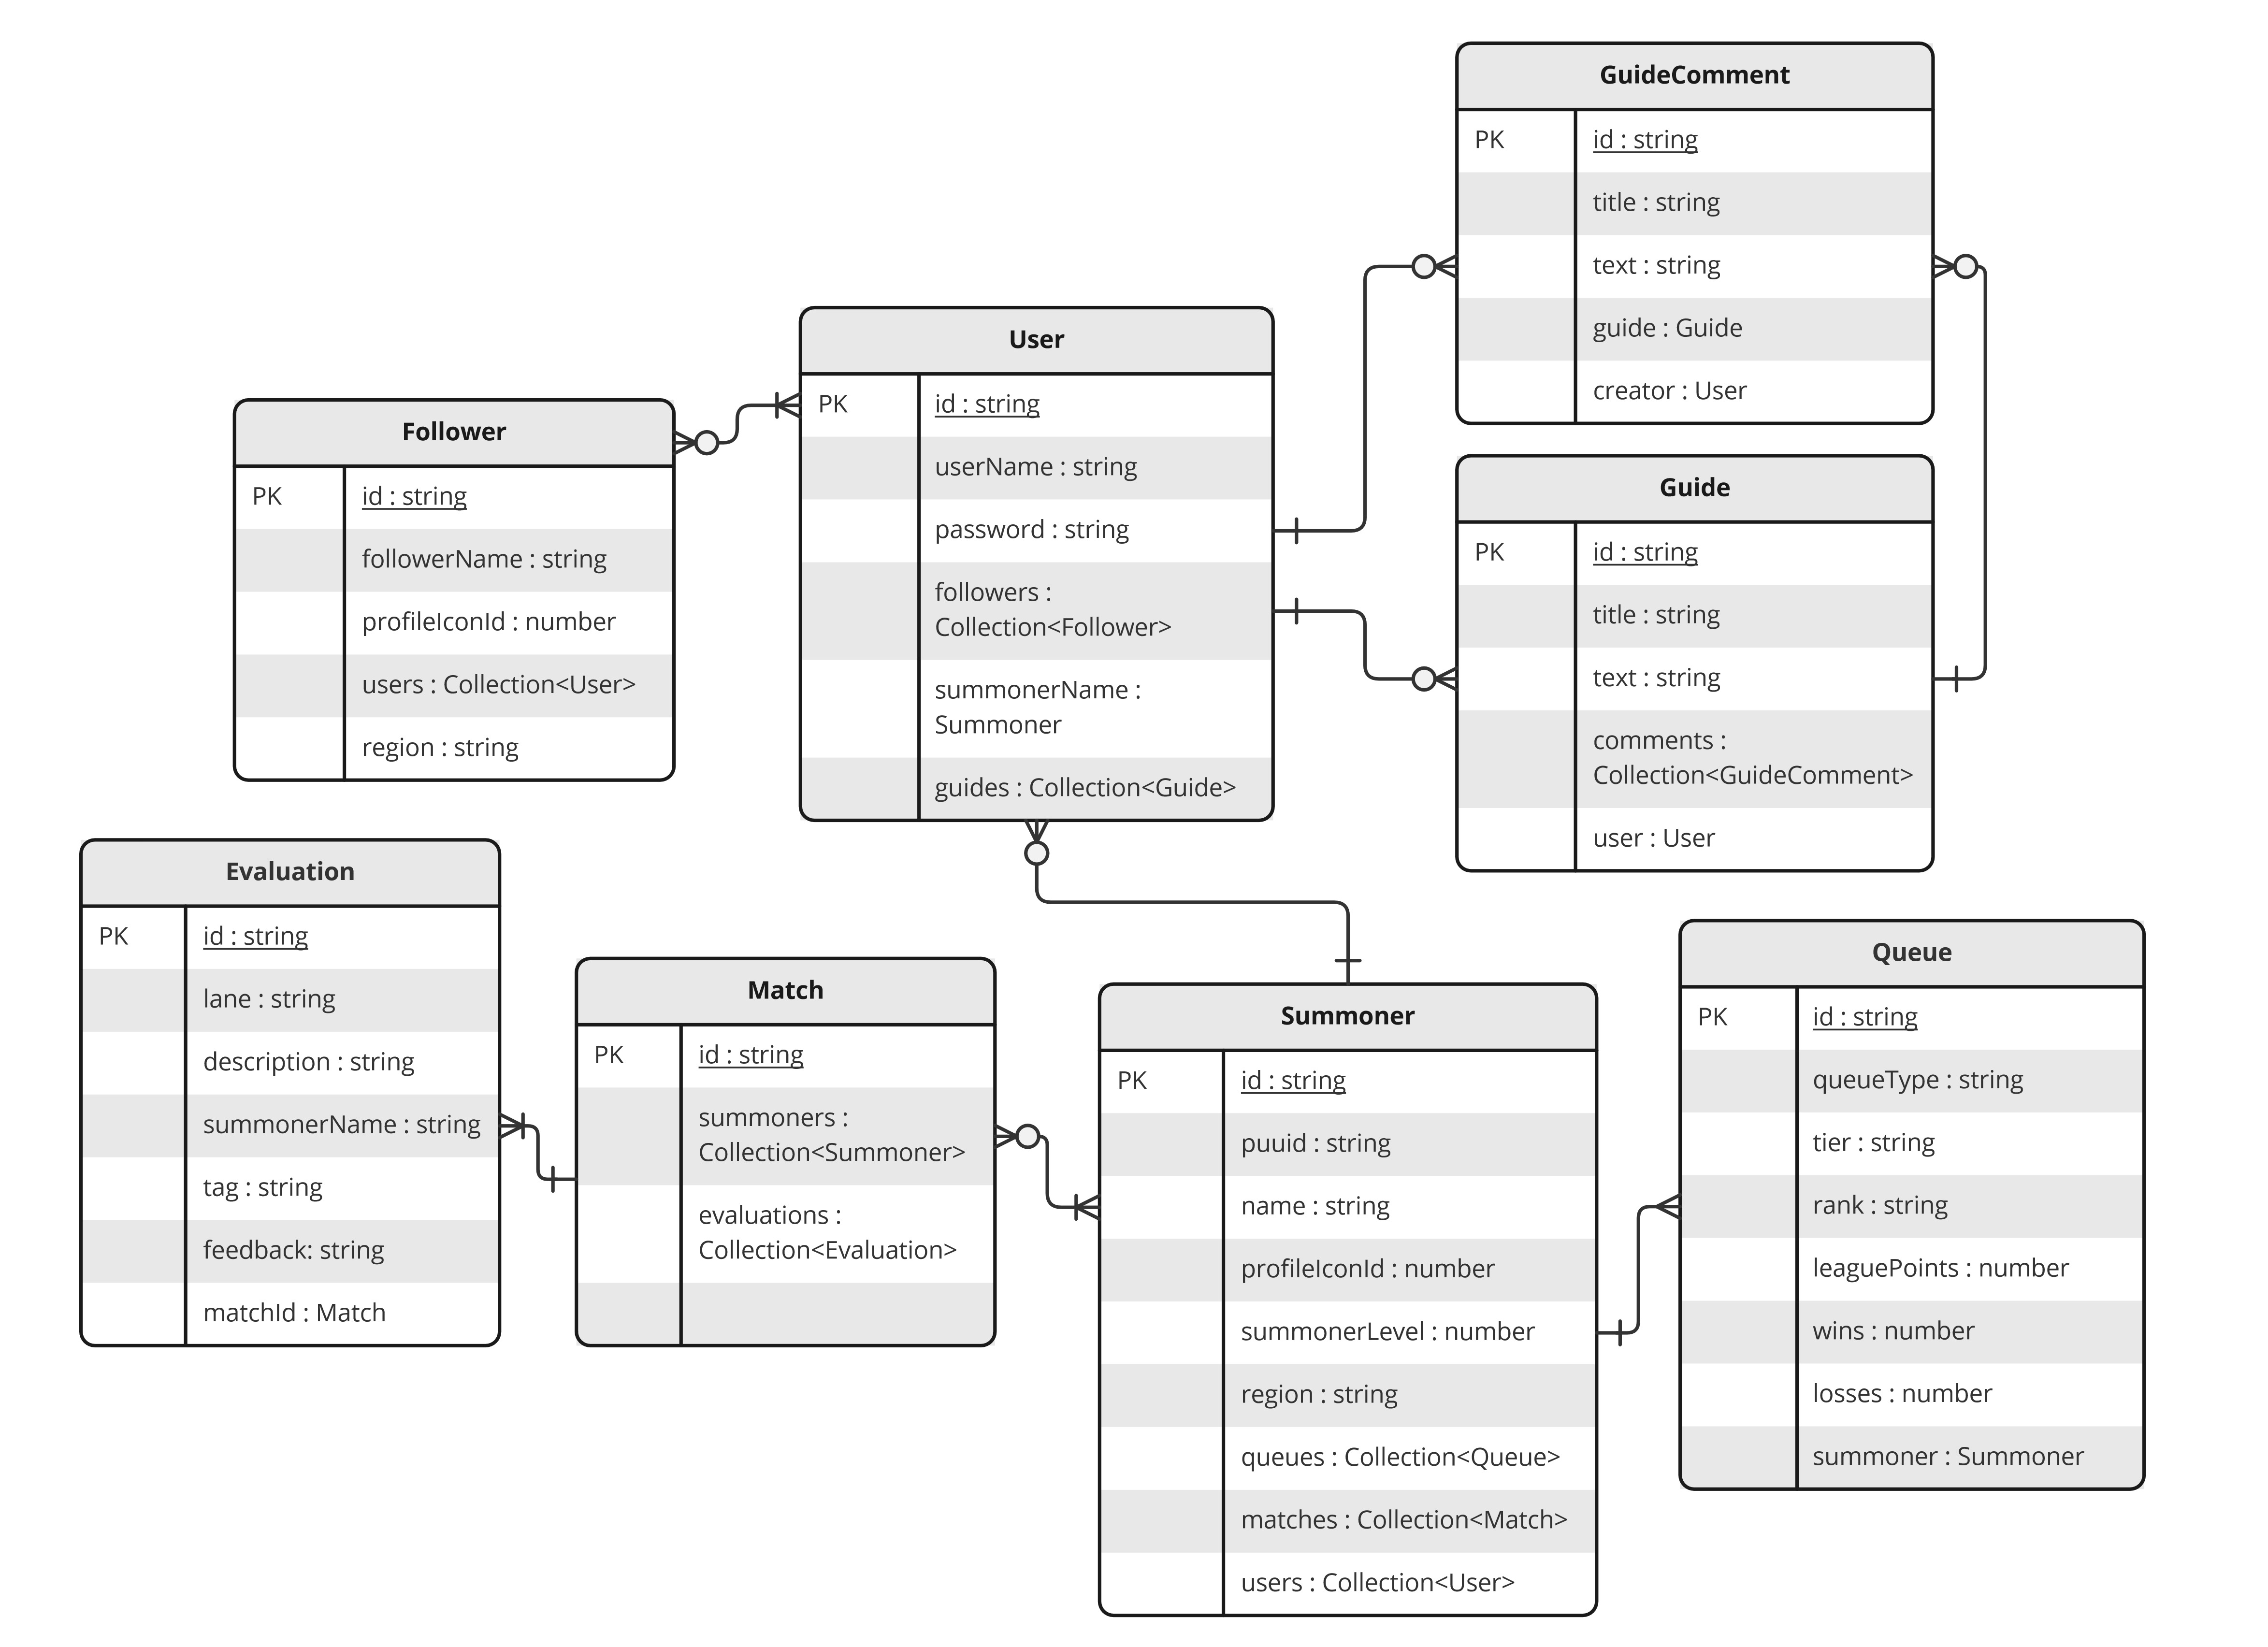 GuideComment
PK
id : string
title : string
text : string
guide : Guide
creator : User
User
PK
id : string
userName : string
password : string
followers :
Collection<Follower>
summonerName :
Summoner
guides : Collection<Guide>
Follower
PK
id : string
followerName : string
profileIconId : number
users : Collection<User>
region : string
Guide
PK
id : string
title : string
text : string
comments :
Collection<GuideComment>
user : User
Evaluation
PK
id : string
lane : string
description : string
summonerName : string
tag : string
feedback: string
matchId : Match
Match
PK
id : string
summoners :
Collection<Summoner>
evaluations :
Collection<Evaluation>
Summoner
PK
id : string
puuid : string
name : string
profileIconId : number
summonerLevel : number
region : string
queues : Collection<Queue>
matches : Collection<Match>
users : Collection<User>
Queue
PK
id : string
queueType : string
tier : string
rank : string
leaguePoints : number
wins : number
losses : number
summoner : Summoner